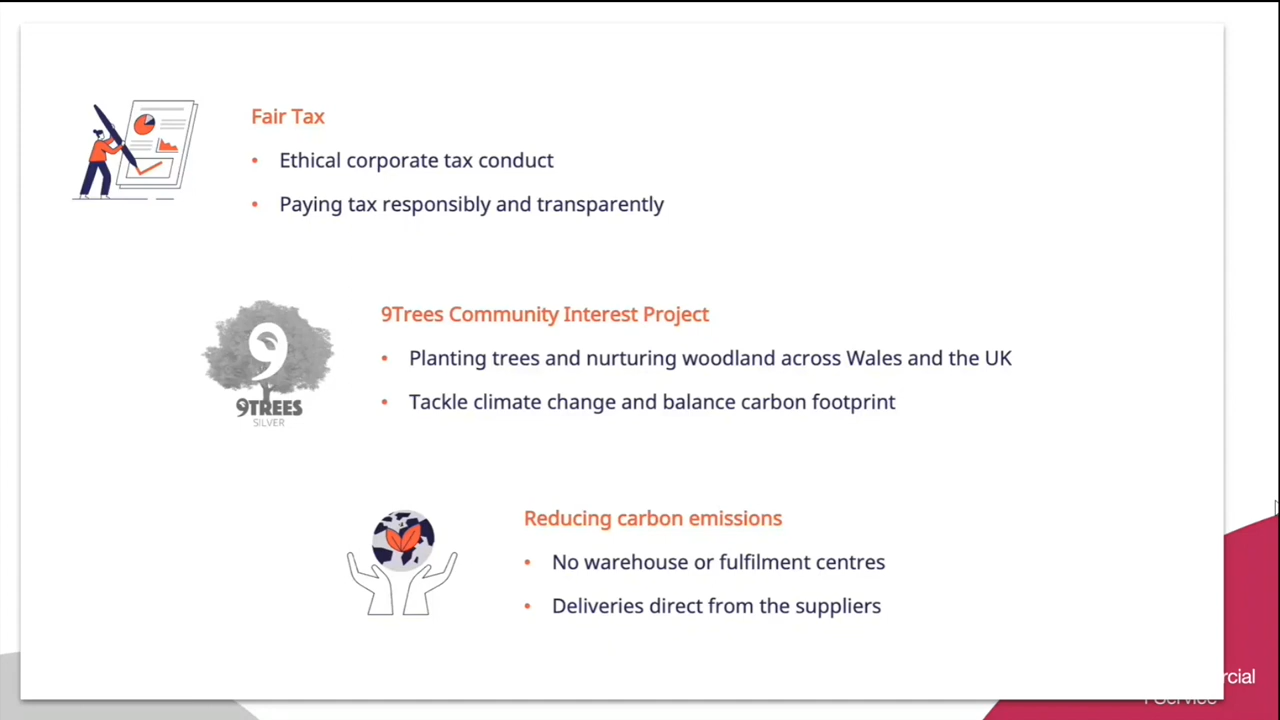 Fair Tax
• Ethical corporate tax conduct
• Paying tax responsibly and transparently
9Trees Community Interest Project
• Planting trees and nurturing woodland across Wales and the UK
• Tackle climate change and balance carbon footprint
9
9TREES
SILVER
Reducing carbon emissions
• No warehouse or fulfilment centres
• Deliveries direct from the suppliers
rcial
Service